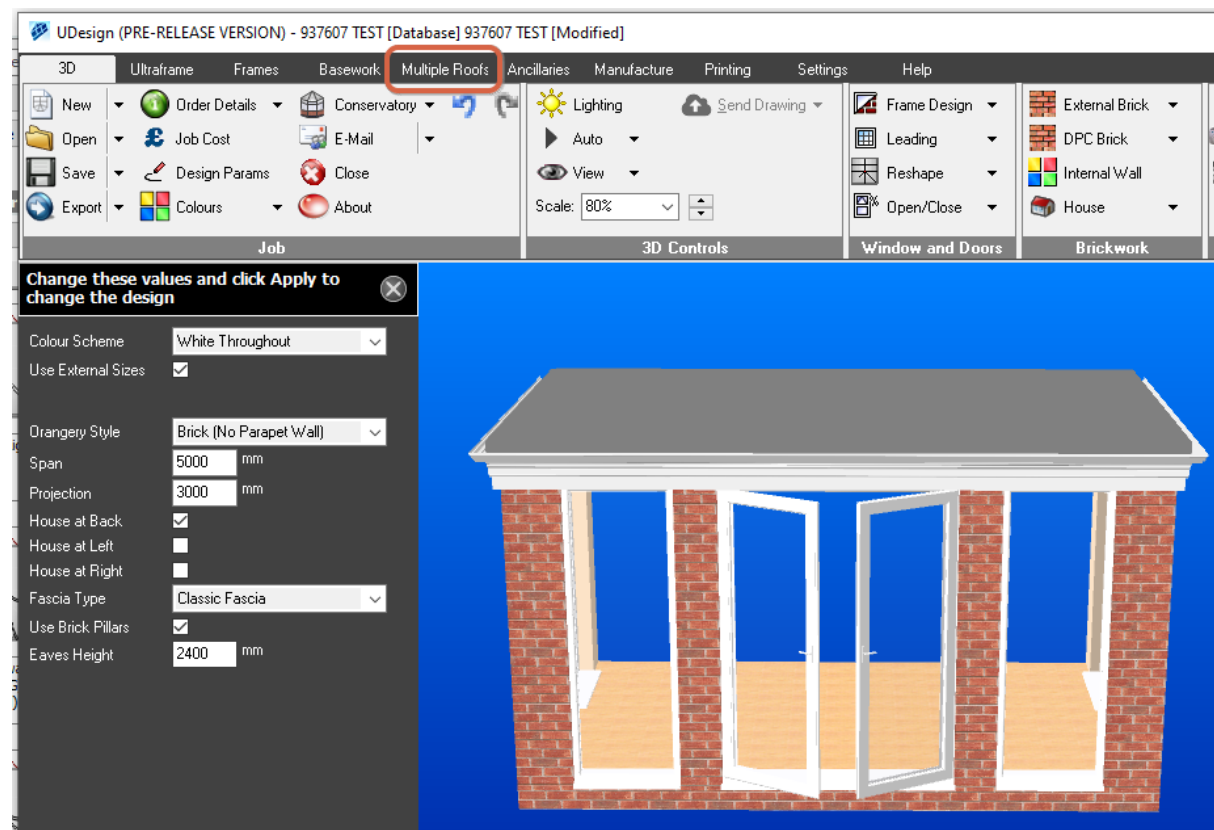 UDesign (PRE-RELEASE VERSION) - 937607 TEST [Database] 937607 TEST [Modified]
3D Ultraframe Frames Basework Multiple Roofs Ancillaries Manufacture Printing Settings Help
New Order Details Conservatory Lighting Send Drawing Frame Design External Brick
Open Job Cost E-Mail Auto Leading DPC Brick
Save Design Params Close View Reshape Internal Wall
Export Colours About Scale: 80% Open/Close House
Job 3D Controls Window and Doors Brickwork
Change these values and click Apply to
change the design
Colour Scheme White Throughout
Use External Sizes
Orangery Style Brick (No Parapet Wall)
Span 5000 mm
Projection 3000 mm
House at Back
House at Left
House at Right
Fascia Type Classic Fascia
Use Brick Pillars
Eaves Height 2400 mm